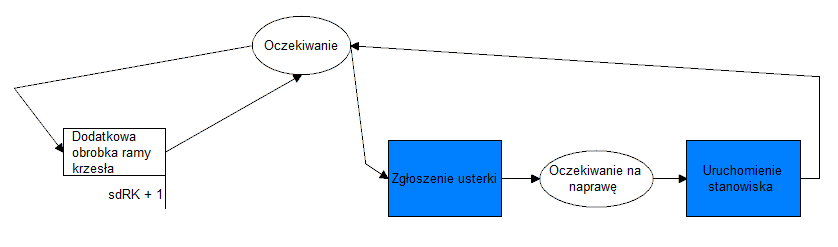 Oczekiwanie
Dodatkowa
obrobka ramy
krzesła
sdRK + 1
Zgłoszenie usterki
Oczekiwanie na
naprawę
Uruchomienie
stanowiska